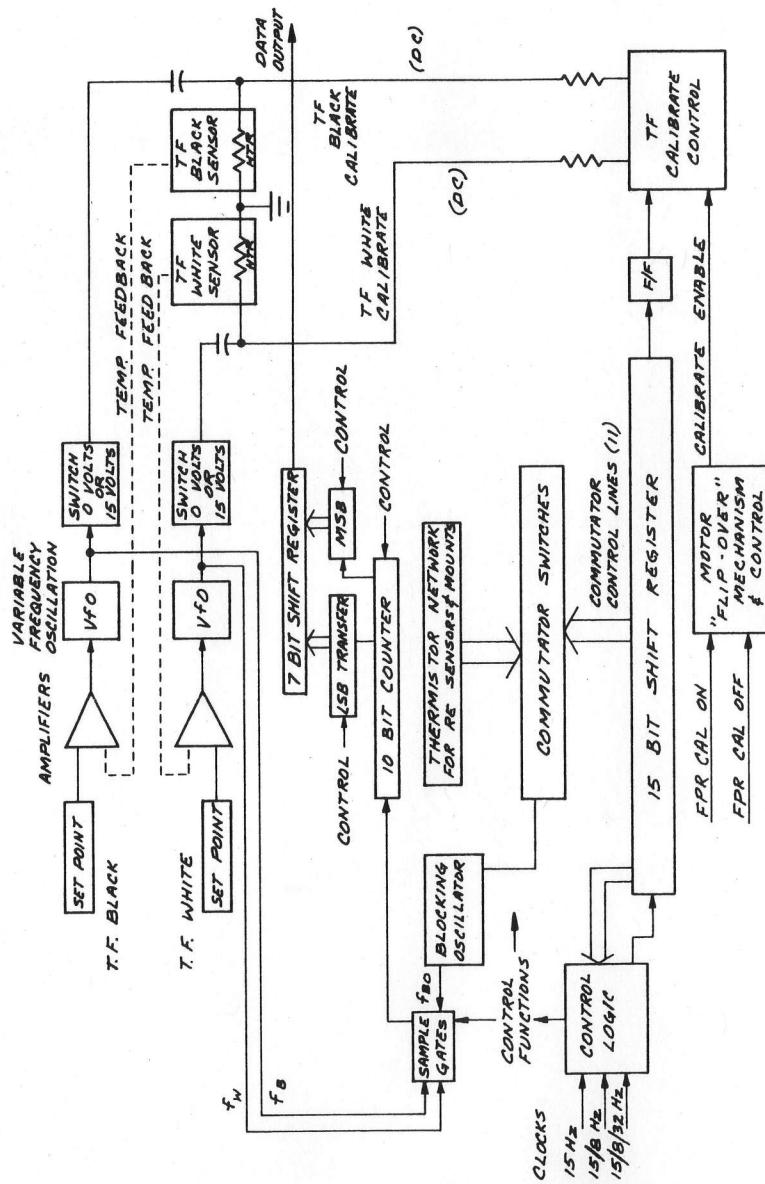 AMPLIFIERS
VARIABLE
FREQUENCY
OSCILLATION
SET POINT
T.F. BLACK
VfO
SWITCH
0 VOLTS
OR
15 VOLTS
TEMP FEEDBACK
TEMP. FEEDBACK
SET POINT
T.F. WHITE
VfO
SWITCH
0 VOLTS
OR
15 VOLTS
TF
WHITE
SENSOR
HTR
TF
BLACK
SENSOR
HTR
DATA
OUTPUT
fW
fB
7 BIT SHIFT REGISTER
CONTROL
LSB TRANSFER
MSB
CONTROL
10 BIT COUNTER
CONTROL
TF WHITE
CALIBRATE
TF
BLACK
CALIBRATE
(DC)
(DC)
SAMPLE
GATES
fBO
BLOCKING
OSCILLATOR
THERMISTOR NETWORK
FOR RE SENSORS & MOUNTS
COMMUTATOR SWITCHES
CONTROL
FUNCTIONS
COMMUTATOR
CONTROL LINES (11)
CLOCKS
15 Hz
15/8 Hz
15/8/32 Hz
CONTROL
LOGIC
15 BIT SHIFT REGISTER
F/F
TF
CALIBRATE
CONTROL
FPR CAL ON
FPR CAL OFF
MOTOR
"FLIP-OVER"
MECHANISM
& CONTROL
CALIBRATE ENABLE